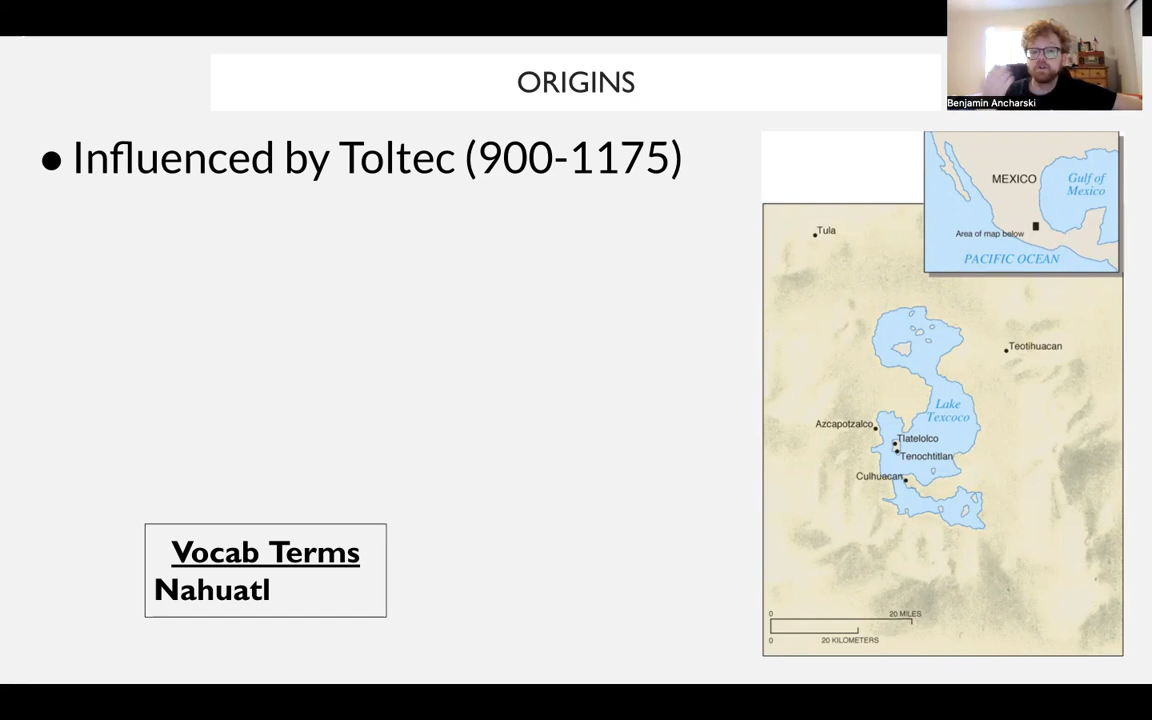 ORIGINS
Benjamin Ancharski
• Influenced by Toltec (900-1175)
MEXICO
Gulf of
Mexico
Area of map below
PACIFIC OCEAN
Tula
Teotihuacan
Lake
Texcoco
Azcapotzalco
Tlatelolco
Tenochtitlan
Culhuacan
Vocab Terms
Nahuatl
0 20 MILES
0 20 KILOMETERS